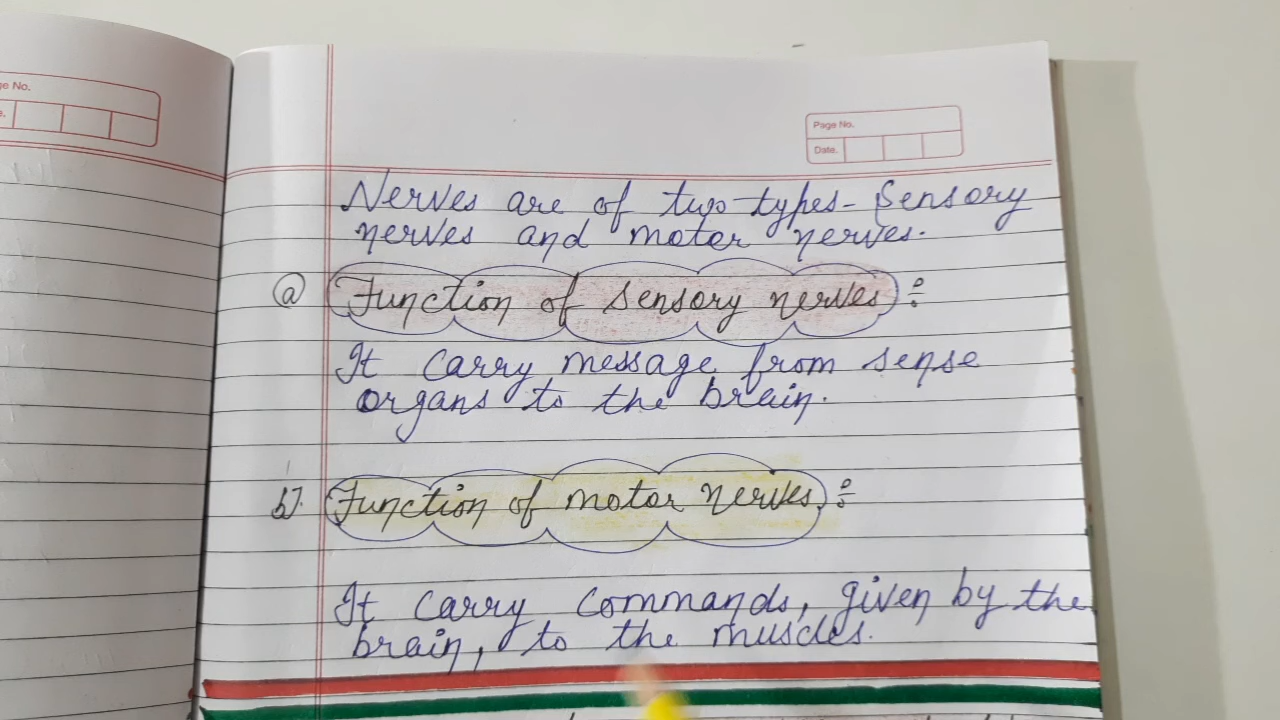 ge No.
e.
Page No.
Date.
Nerves are of two types- Sensory
nerves and motor nerves.
(a) Function of sensory nerves :-
It carry message from sense
organs to the brain.
b). Function of motor nerves. :-
It carry commands, given by the
brain, to the muscles.